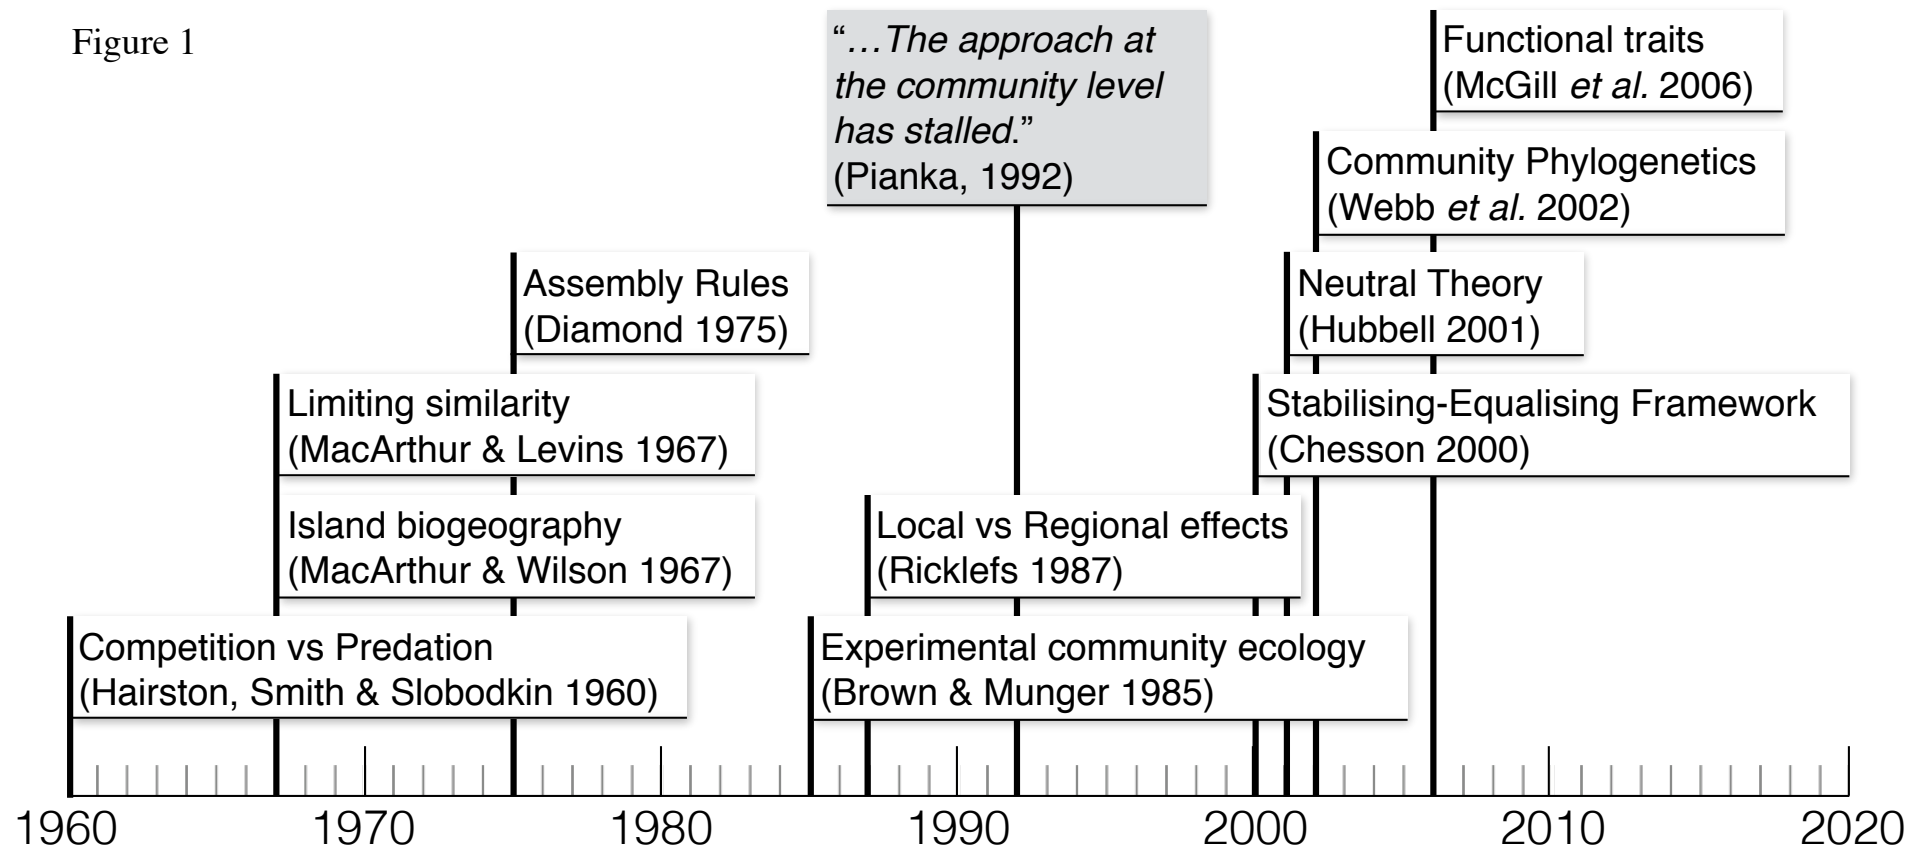 Figure 1
“…The approach at
the community level
has stalled.”
(Pianka, 1992)
Functional traits
(McGill et al. 2006)
Community Phylogenetics
(Webb et al. 2002)
Assembly Rules
(Diamond 1975)
Neutral Theory
(Hubbell 2001)
Limiting similarity
(MacArthur & Levins 1967)
Stabilising-Equalising Framework
(Chesson 2000)
Island biogeography
(MacArthur & Wilson 1967)
Local vs Regional effects
(Ricklefs 1987)
Competition vs Predation
(Hairston, Smith & Slobodkin 1960)
Experimental community ecology
(Brown & Munger 1985)
1960 1970 1980 1990 2000 2010 2020